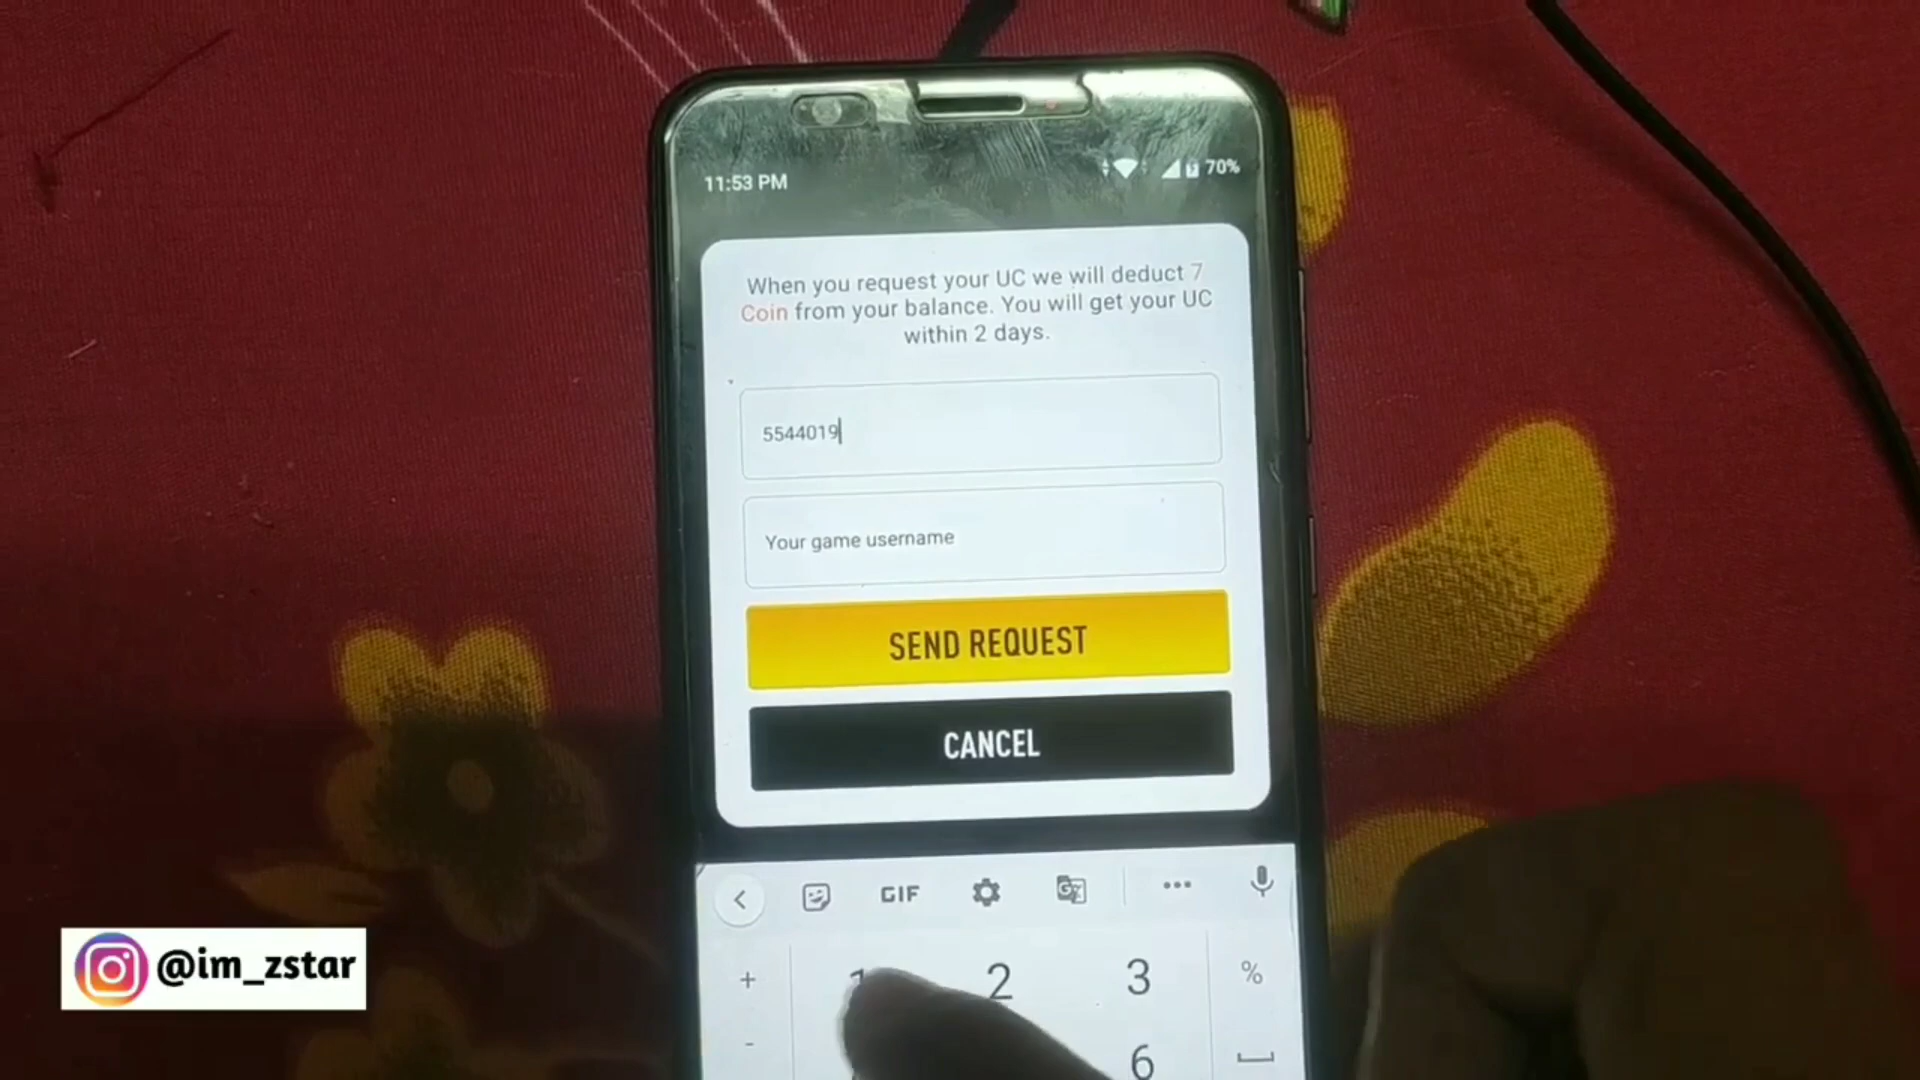 11:53 PM
70%
When you request your UC we will deduct 7
Coin from your balance. You will get your UC
within 2 days.
5544019
Your game username
SEND REQUEST
CANCEL
GIF
+ 1 2 3 %
- 6
@im_zstar